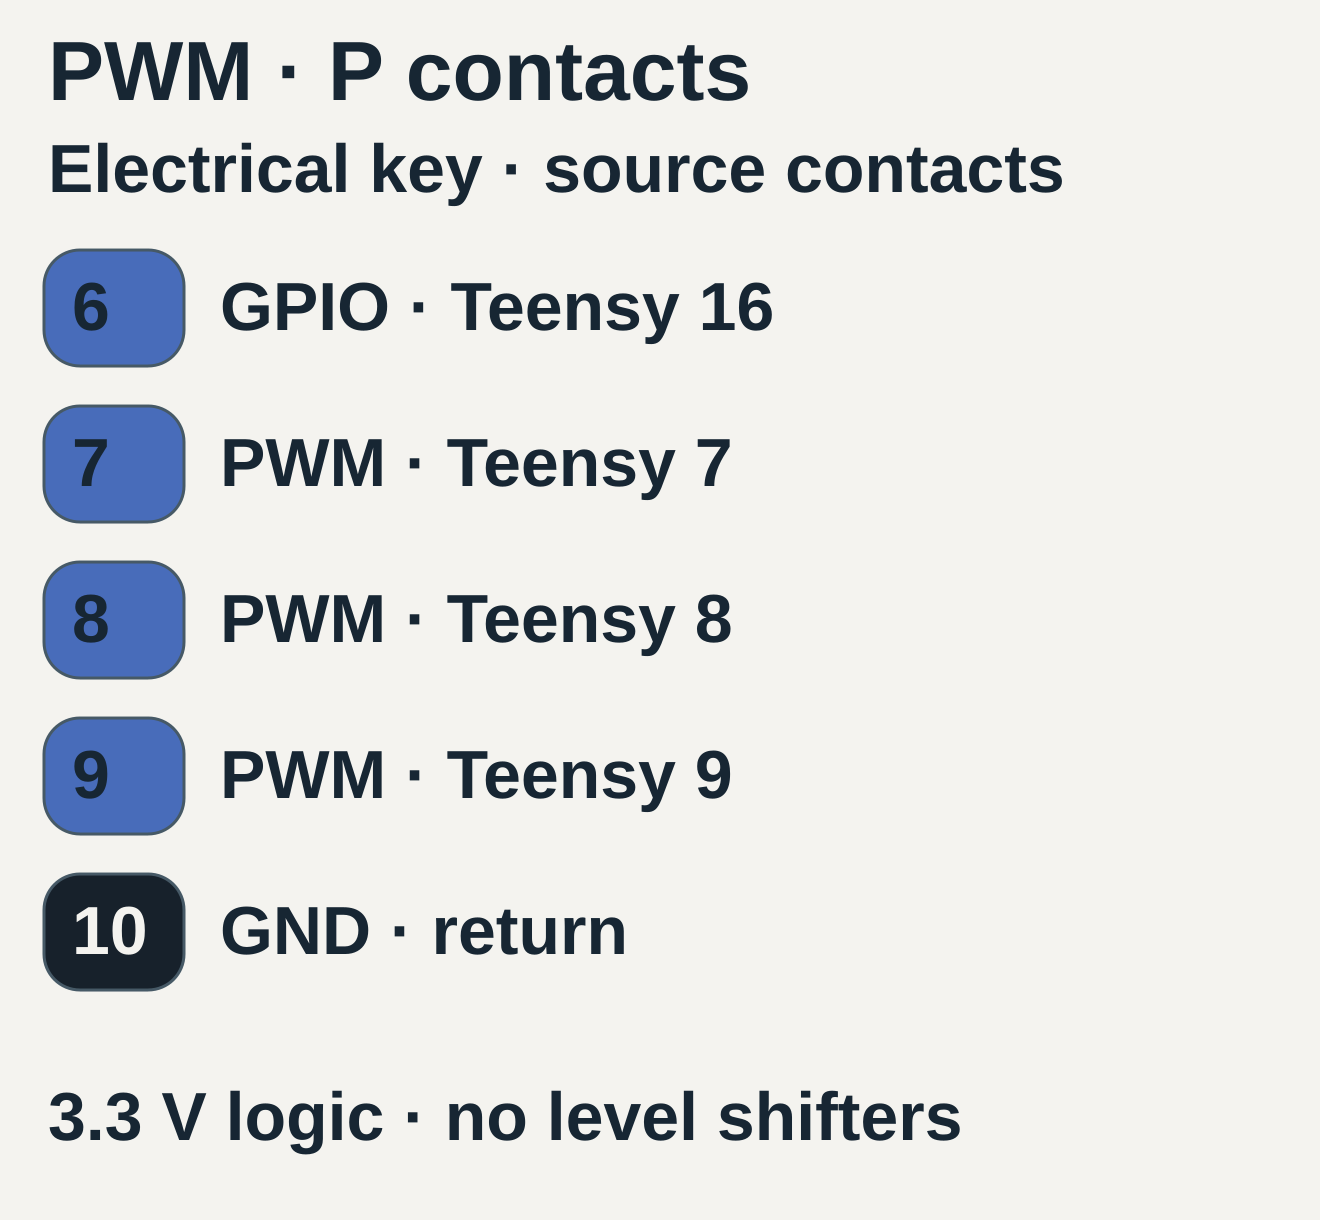 PWM · P contacts
Electrical key · source contacts
6 GPIO · Teensy 16
7 PWM · Teensy 7
8 PWM · Teensy 8
9 PWM · Teensy 9
10 GND · return
3.3 V logic · no level shifters